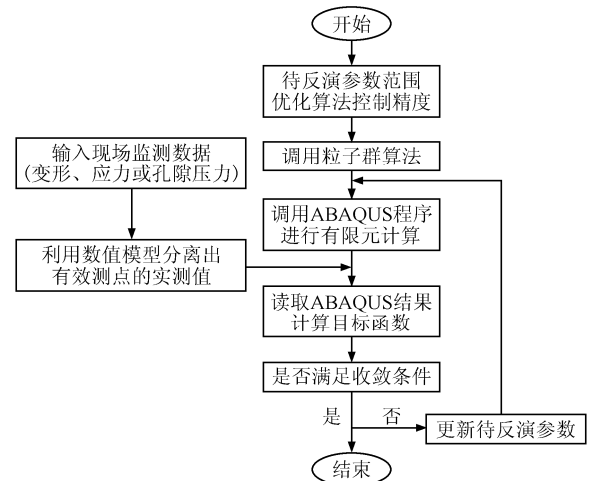 开始
待反演参数范围
优化算法控制精度
输入现场监测数据
(变形、应力或孔隙压力)
调用粒子群算法
调用ABAQUS程序
进行有限元计算
利用数值模型分离出
有效测点的实测值
读取ABAQUS结果
计算目标函数
是否满足收敛条件
是
否
更新待反演参数
结束